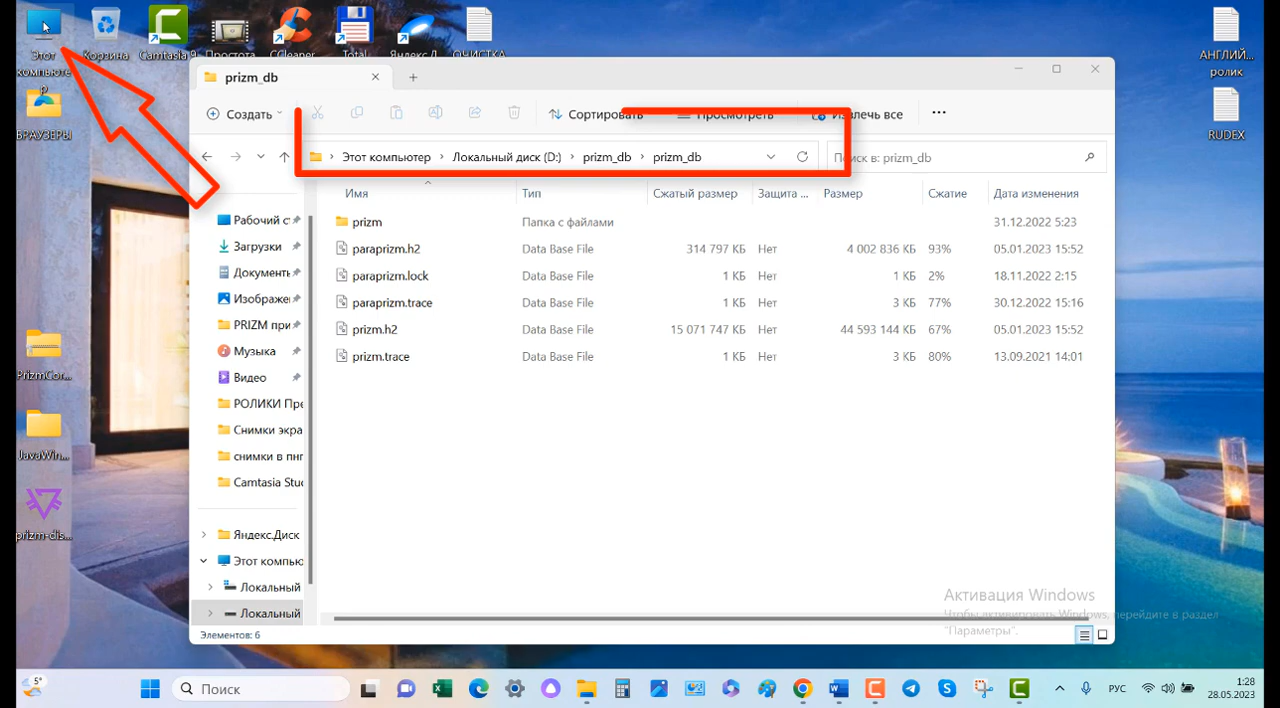 Этот компьютер
Корзина
Camtasia 9
Простота
CCleaner
Total
Яндекс.Д
ОЧИСТКА
АНГЛИЙ... ролик
БРАУЗЕРЫ
RUDEX
PrizmCor...
JavaWin...
prizm-dis...
prizm_db
Создать
Сортировать
Просмотреть
Извлечь все
Этот компьютер › Локальный диск (D:) › prizm_db › prizm_db
Поиск в: prizm_db
Имя Тип Сжатый размер Защита ... Размер Сжатие Дата изменения
prizm Папка с файлами 31.12.2022 5:23
paraprizm.h2 Data Base File 314 797 КБ Нет 4 002 836 КБ 93% 05.01.2023 15:52
paraprizm.lock Data Base File 1 КБ Нет 1 КБ 2% 18.11.2022 2:15
paraprizm.trace Data Base File 1 КБ Нет 3 КБ 77% 30.12.2022 15:16
prizm.h2 Data Base File 15 071 747 КБ Нет 44 593 144 КБ 67% 05.01.2023 15:52
prizm.trace Data Base File 1 КБ Нет 3 КБ 80% 13.09.2021 14:01
Рабочий ст
Загрузки
Документы
Изображе
PRIZM при
Музыка
Видео
РОЛИКИ Пре
Снимки экра
снимки в пнг
Camtasia Stuc
Яндекс.Диск
Этот компью
Локальный
Локальный
Элементов: 6
Активация Windows
Чтобы активировать Windows, перейдите в раздел
"Параметры".
5°
Поиск
РУС
1:28
28.05.2023